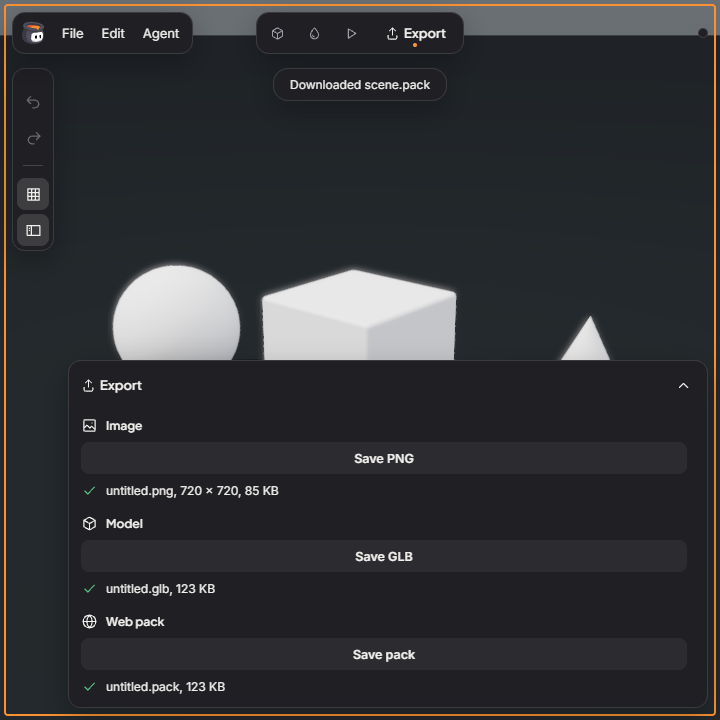 File Edit Agent
Export
Downloaded scene.pack
Export
Image
Save PNG
untitled.png, 720 × 720, 85 KB
Model
Save GLB
untitled.glb, 123 KB
Web pack
Save pack
untitled.pack, 123 KB